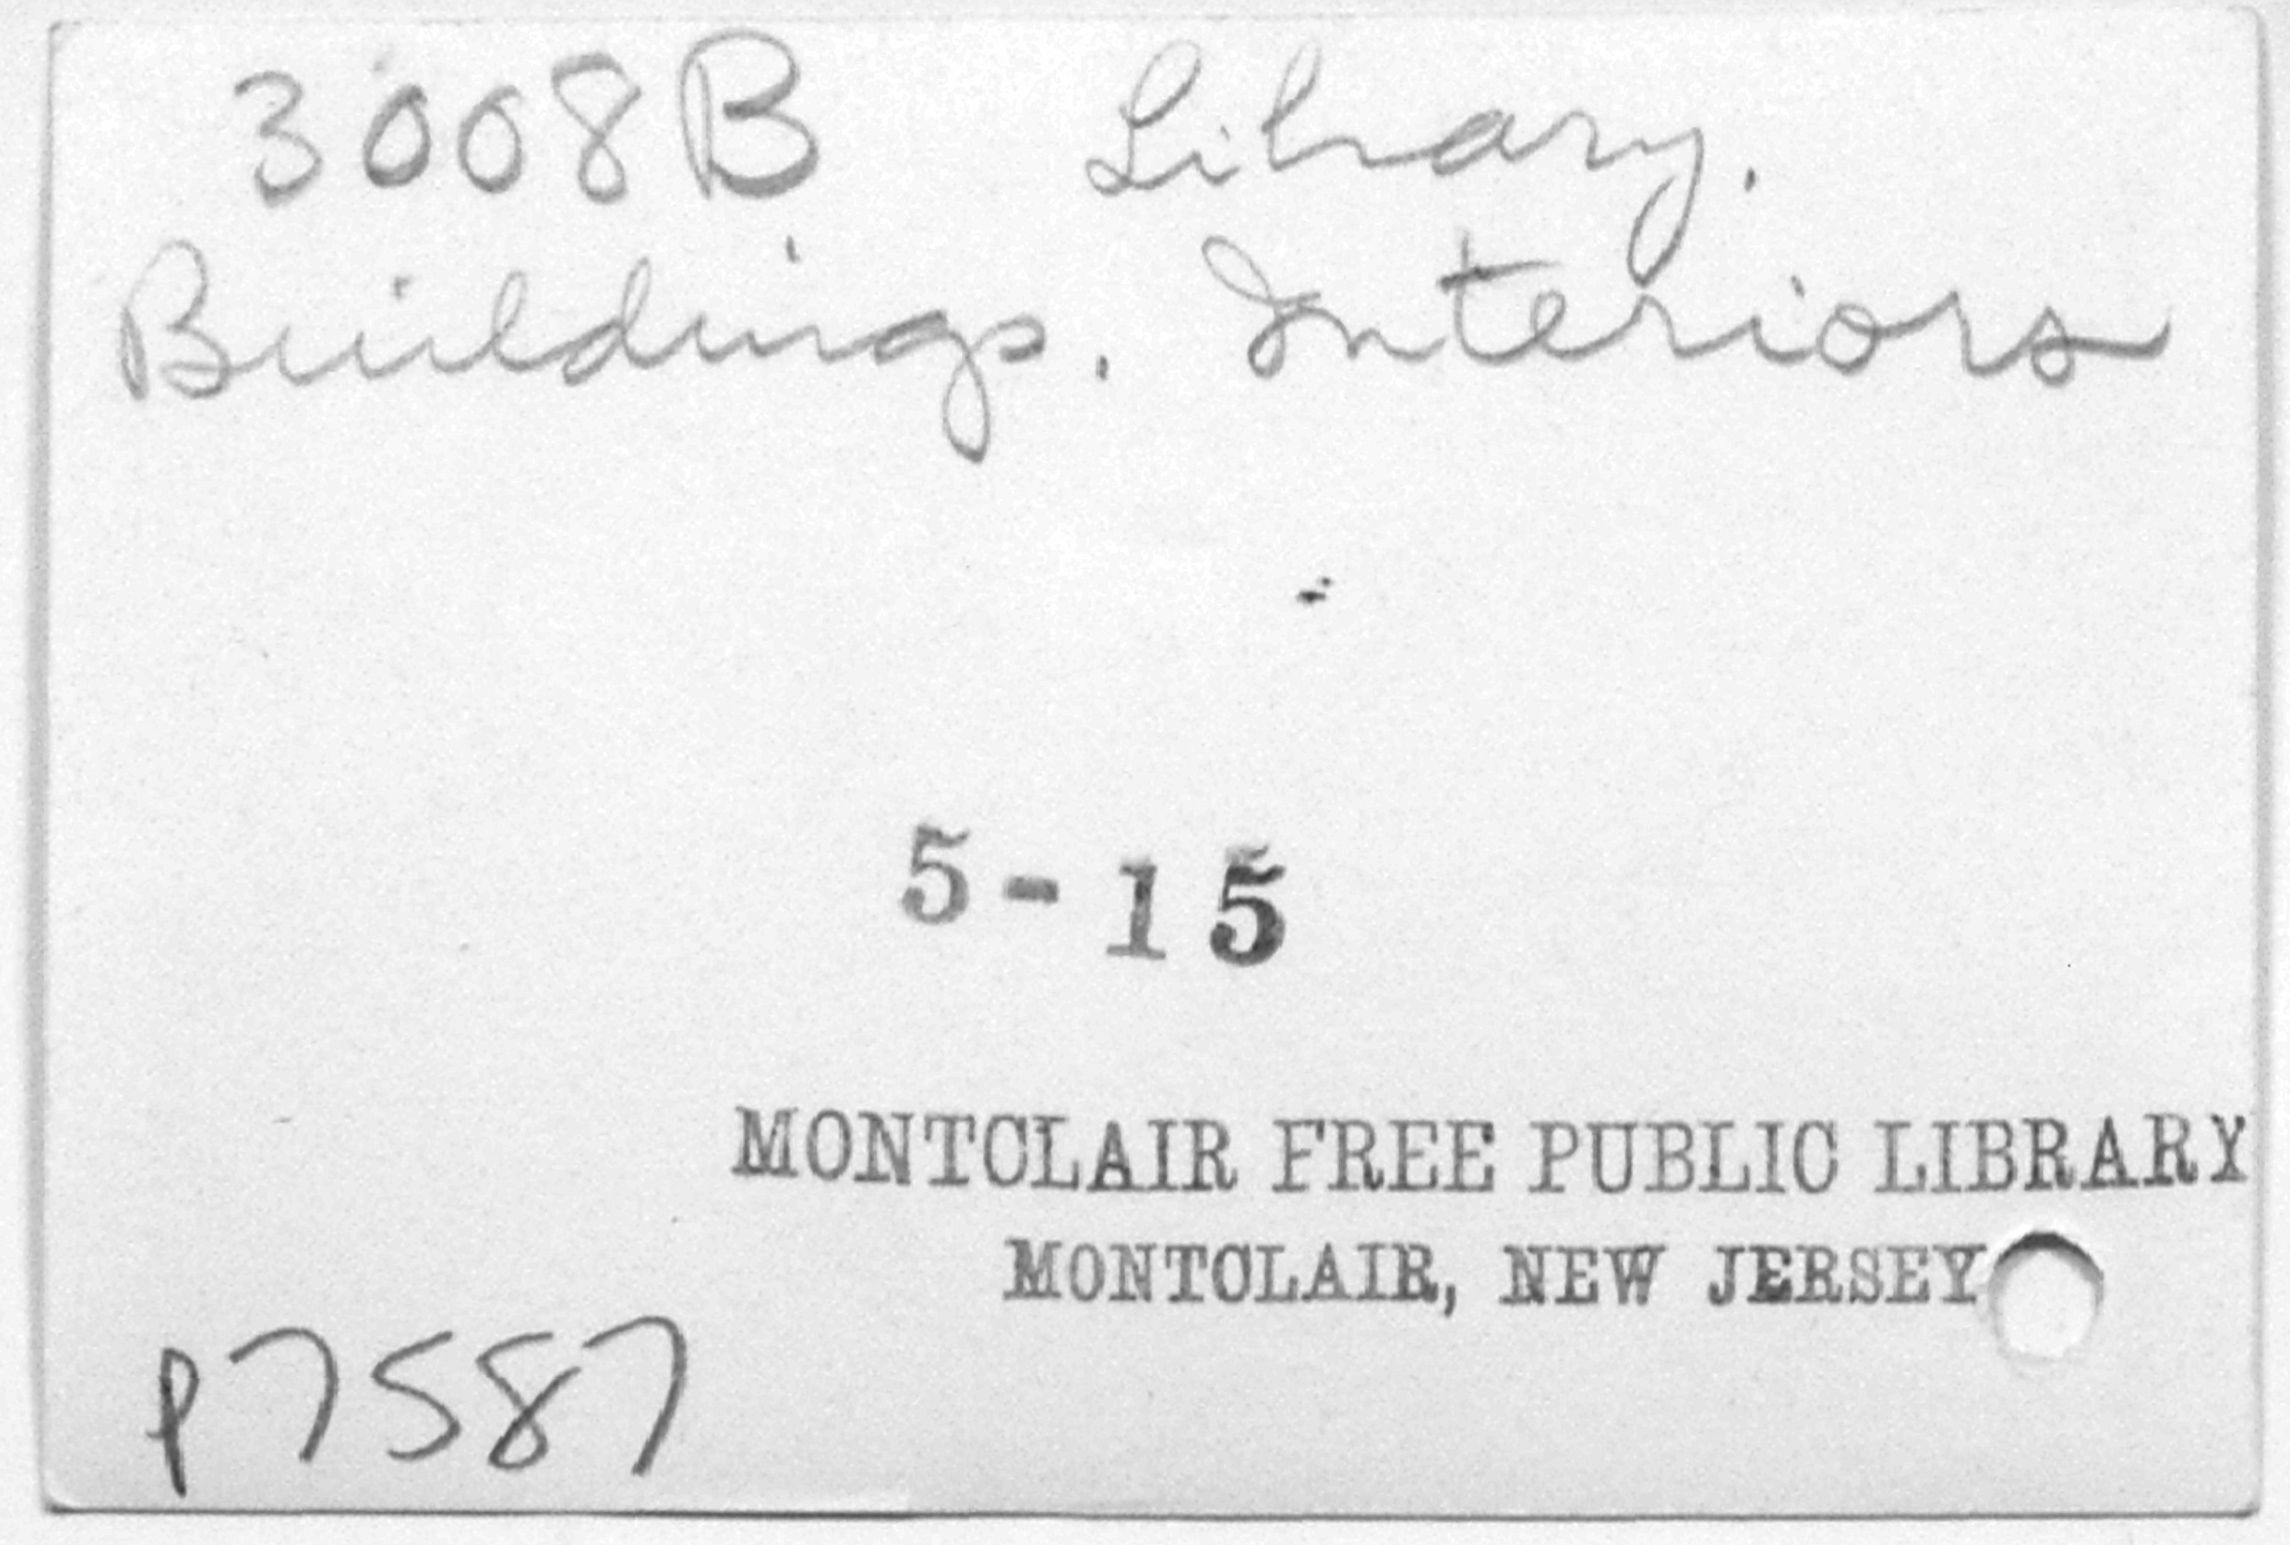 3008B Library.
Buildings. Interiors
5-15
MONTCLAIR FREE PUBLIC LIBRARY
MONTCLAIR, NEW JERSEY
P7587